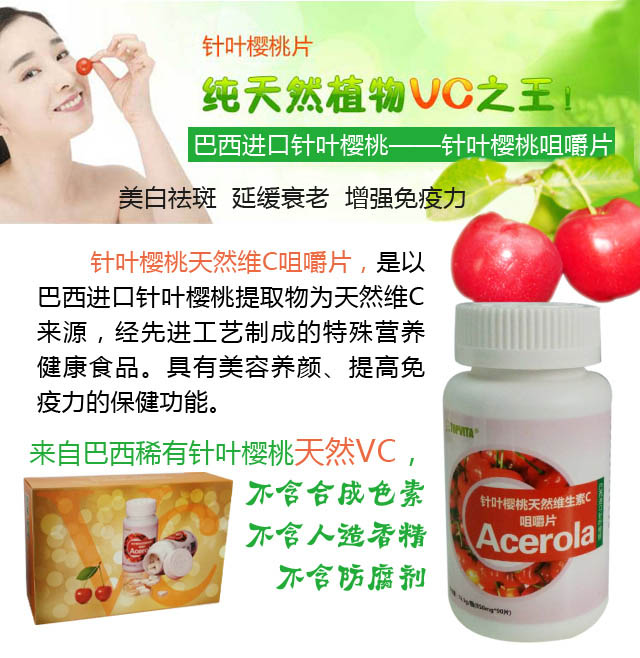 针叶樱桃片
纯天然植物VC之王！
巴西进口针叶樱桃——针叶樱桃咀嚼片
美白祛斑 延缓衰老 增强免疫力
针叶樱桃天然维C咀嚼片，是以
巴西进口针叶樱桃提取物为天然维C
来源，经先进工艺制成的特殊营养
健康食品。具有美容养颜、提高免
疫力的保健功能。
来自巴西稀有针叶樱桃天然VC，
不含合成色素
不含人造香精
不含防腐剂
VC
Acerola
TOPVITA
针叶樱桃天然维生素C
咀嚼片
Acerola